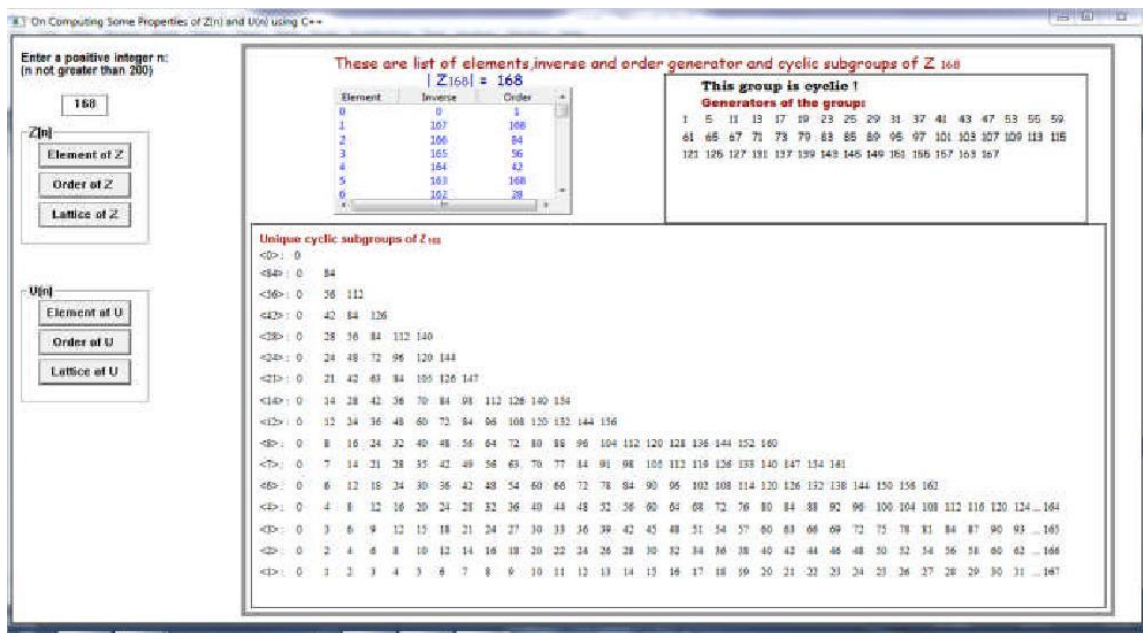 On Computing Some Properties of Z(n) and U(n) using C++
Enter a positive integer n:
(n not greater than 200)
168
Z[n]
Element of Z
Order of Z
Lattice of Z
U[n]
Element of U
Order of U
Lattice of U
These are list of elements,inverse and order generator and cyclic subgroups of Z 168
| Z168| = 168
Element Inverse Order
0 0 1
1 167 168
2 166 84
3 165 56
4 164 42
5 163 168
6 162 28
This group is cyclic !
Generators of the group:
1 5 11 13 17 19 23 25 29 31 37 41 43 47 53 55 59
61 65 67 71 73 79 83 85 89 95 97 101 103 107 109 113 115
121 125 127 131 137 139 143 145 149 151 155 157 163 167
Unique cyclic subgroups of Z168
<0>: 0
<84>: 0 84
<56>: 0 56 112
<42>: 0 42 84 126
<28>: 0 28 56 84 112 140
<24>: 0 24 48 72 96 120 144
<21>: 0 21 42 63 84 105 126 147
<14>: 0 14 28 42 56 70 84 98 112 126 140 154
<12>: 0 12 24 36 48 60 72 84 96 108 120 132 144 156
<8>: 0 8 16 24 32 40 48 56 64 72 80 88 96 104 112 120 128 136 144 152 160
<7>: 0 7 14 21 28 35 42 49 56 63 70 77 84 91 98 105 112 119 126 133 140 147 154 161
<6>: 0 6 12 18 24 30 36 42 48 54 60 66 72 78 84 90 96 102 108 114 120 126 132 138 144 150 156 162
<4>: 0 4 8 12 16 20 24 28 32 36 40 44 48 52 56 60 64 68 72 76 80 84 88 92 96 100 104 108 112 116 120 124 ... 164
<3>: 0 3 6 9 12 15 18 21 24 27 30 33 36 39 42 45 48 51 54 57 60 63 66 69 72 75 78 81 84 87 90 93 ... 165
<2>: 0 2 4 6 8 10 12 14 16 18 20 22 24 26 28 30 32 34 36 38 40 42 44 46 48 50 52 54 56 58 60 62 ... 166
<1>: 0 1 2 3 4 5 6 7 8 9 10 11 12 13 14 15 16 17 18 19 20 21 22 23 24 25 26 27 28 29 30 31 ... 167